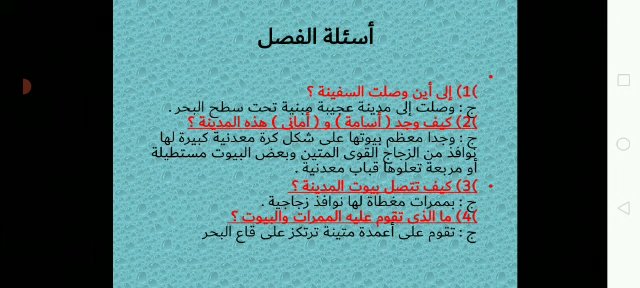 أسئلة الفصل
(1) إلى أين وصلت السفينة ؟
ج : وصلت إلى مدينة عجيبة مبنية تحت سطح البحر .
(2) كيف وجد ( أسامة ) و ( أمانى ) هذه المدينة ؟
ج : وجدا معظم بيوتها على شكل كرة معدنية كبيرة لها
نوافذ من الزجاج القوى المتين وبعض البيوت مستطيلة
أو مربعة تعلوها قباب معدنية .
(3) كيف تتصل بيوت المدينة ؟
ج : بممرات مغطاة لها نوافذ زجاجية .
(4) ما الذى تقوم عليه الممرات والبيوت ؟
ج : تقوم على أعمدة متينة ترتكز على قاع البحر